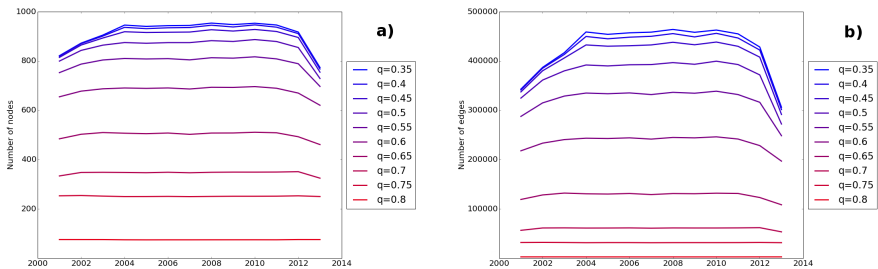 a)
1000
800
600
400
200
Number of nodes
2000 2002 2004 2006 2008 2010 2012 2014
q=0.35
q=0.4
q=0.45
q=0.5
q=0.55
q=0.6
q=0.65
q=0.7
q=0.75
q=0.8
b)
500000
400000
300000
200000
100000
Number of edges
2000 2002 2004 2006 2008 2010 2012 2014
q=0.35
q=0.4
q=0.45
q=0.5
q=0.55
q=0.6
q=0.65
q=0.7
q=0.75
q=0.8